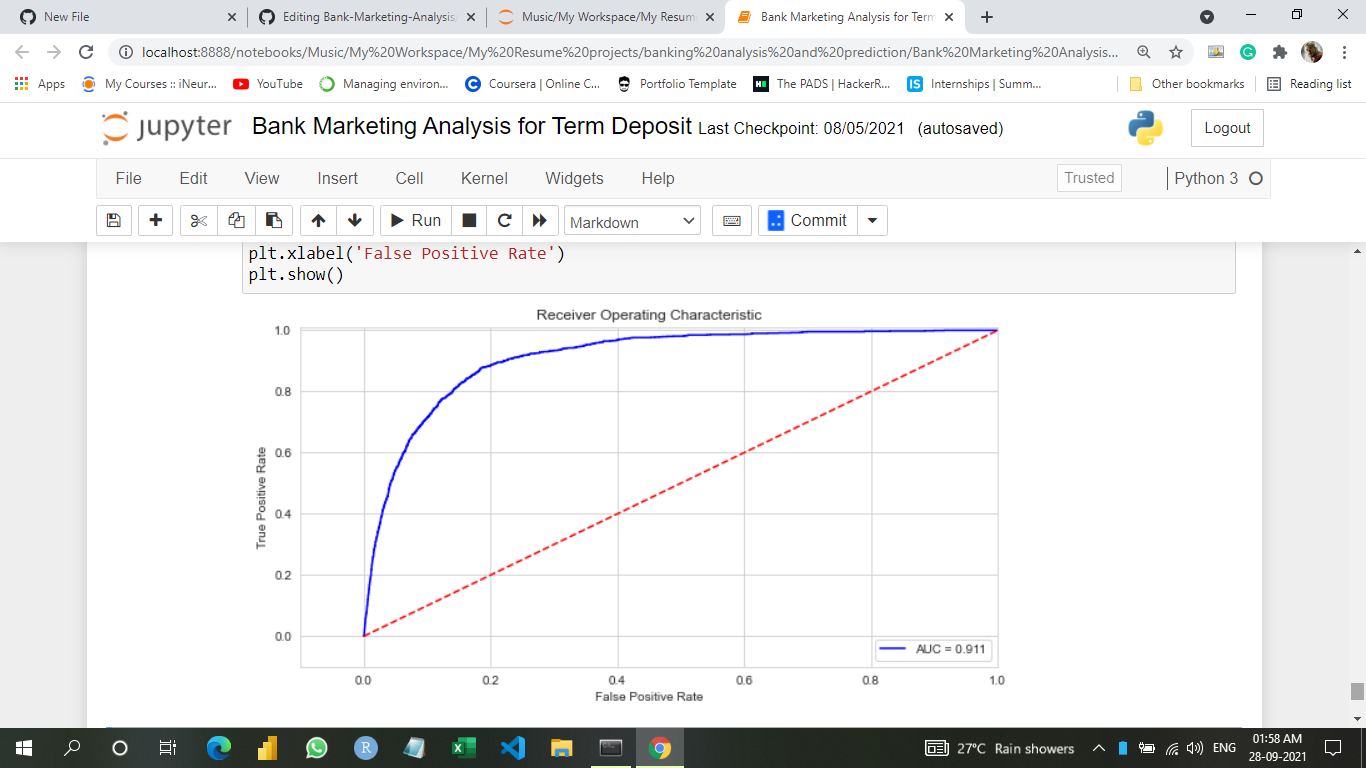 New File
Editing Bank-Marketing-Analysis
Music/My Workspace/My Resum
Bank Marketing Analysis for Term
localhost:8888/notebooks/Music/My%20Workspace/My%20Resume%20projects/banking%20analysis%20and%20prediction/Bank%20Marketing%20Analysis...
Apps
My Courses :: iNeur...
YouTube
Managing environ...
Coursera | Online C...
Portfolio Template
The PADS | HackerR...
IS
Internships | Summ...
Other bookmarks
Reading list
jupyter
Bank Marketing Analysis for Term Deposit Last Checkpoint: 08/05/2021 (autosaved)
Logout
File Edit View Insert Cell Kernel Widgets Help
Trusted
Python 3
Run
Markdown
Commit
plt.xlabel('False Positive Rate')
plt.show()
Receiver Operating Characteristic
1.0
0.8
0.6
0.4
0.2
0.0
True Positive Rate
AUC = 0.911
0.0 0.2 0.4 0.6 0.8 1.0
False Positive Rate
27°C Rain showers
ENG
01:58 AM
28-09-2021